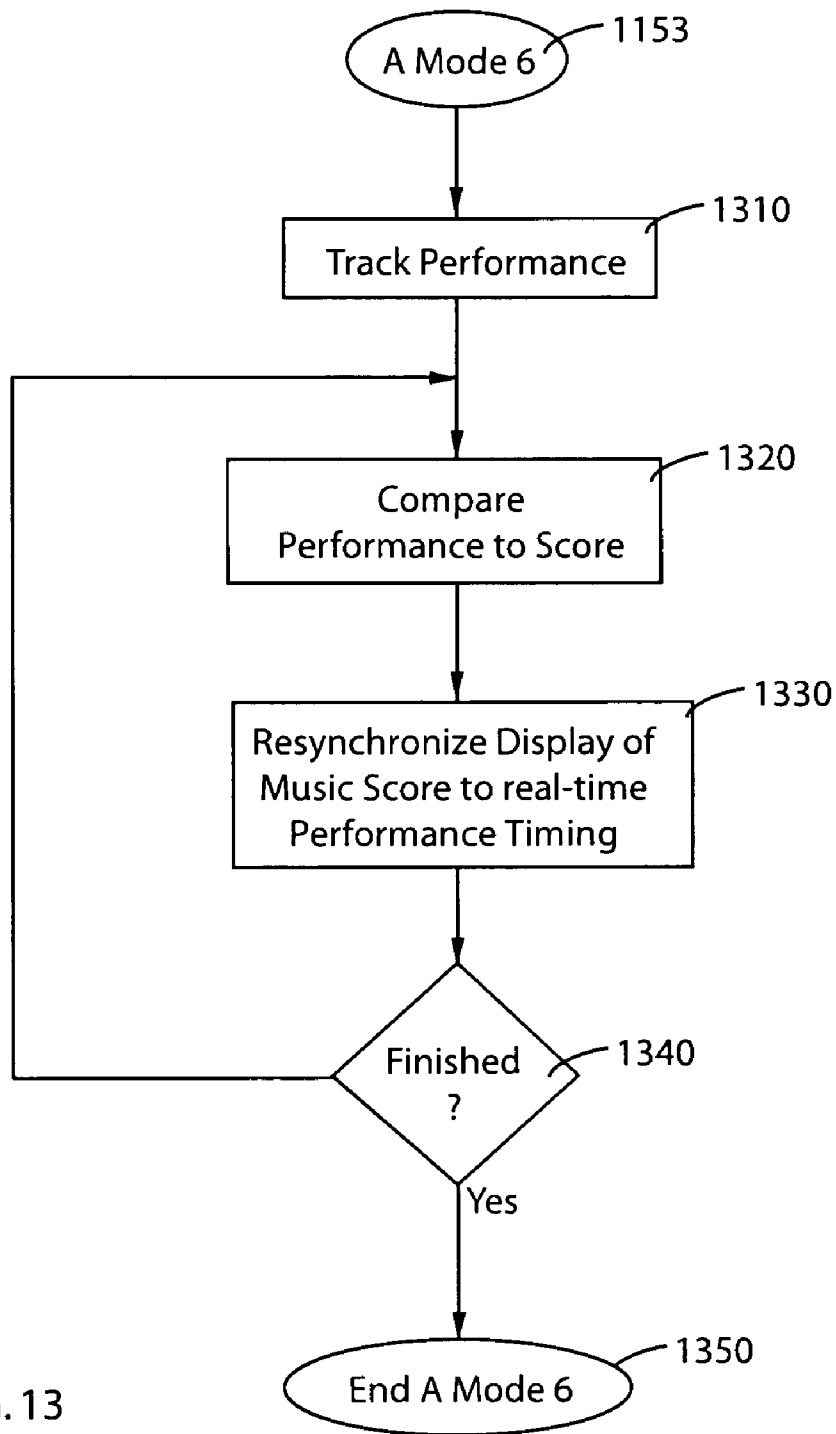 A Mode 6
1153
1310
Track Performance
1320
Compare
Performance to Score
1330
Resynchronize Display of
Music Score to real-time
Performance Timing
Finished
?
1340
Yes
1350
End A Mode 6
. 13